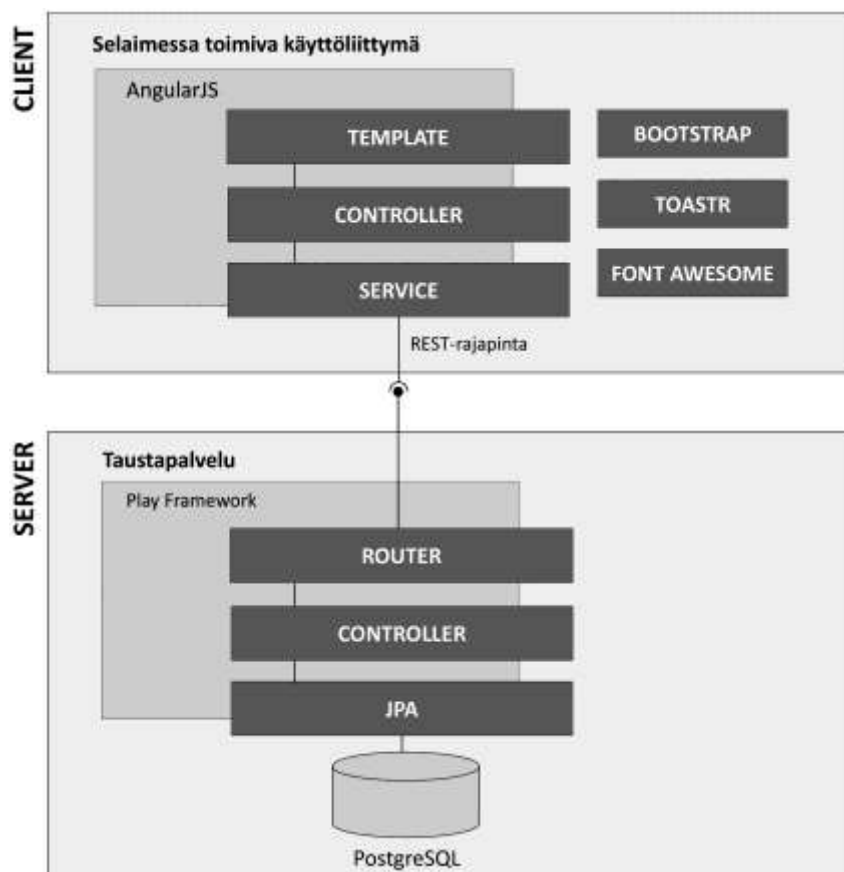 CLIENT
Selaimessa toimiva käyttöliittymä
AngularJS
TEMPLATE
CONTROLLER
SERVICE
BOOTSTRAP
TOASTR
FONT AWESOME
REST-rajapinta
SERVER
Taustapalvelu
Play Framework
ROUTER
CONTROLLER
JPA
PostgreSQL